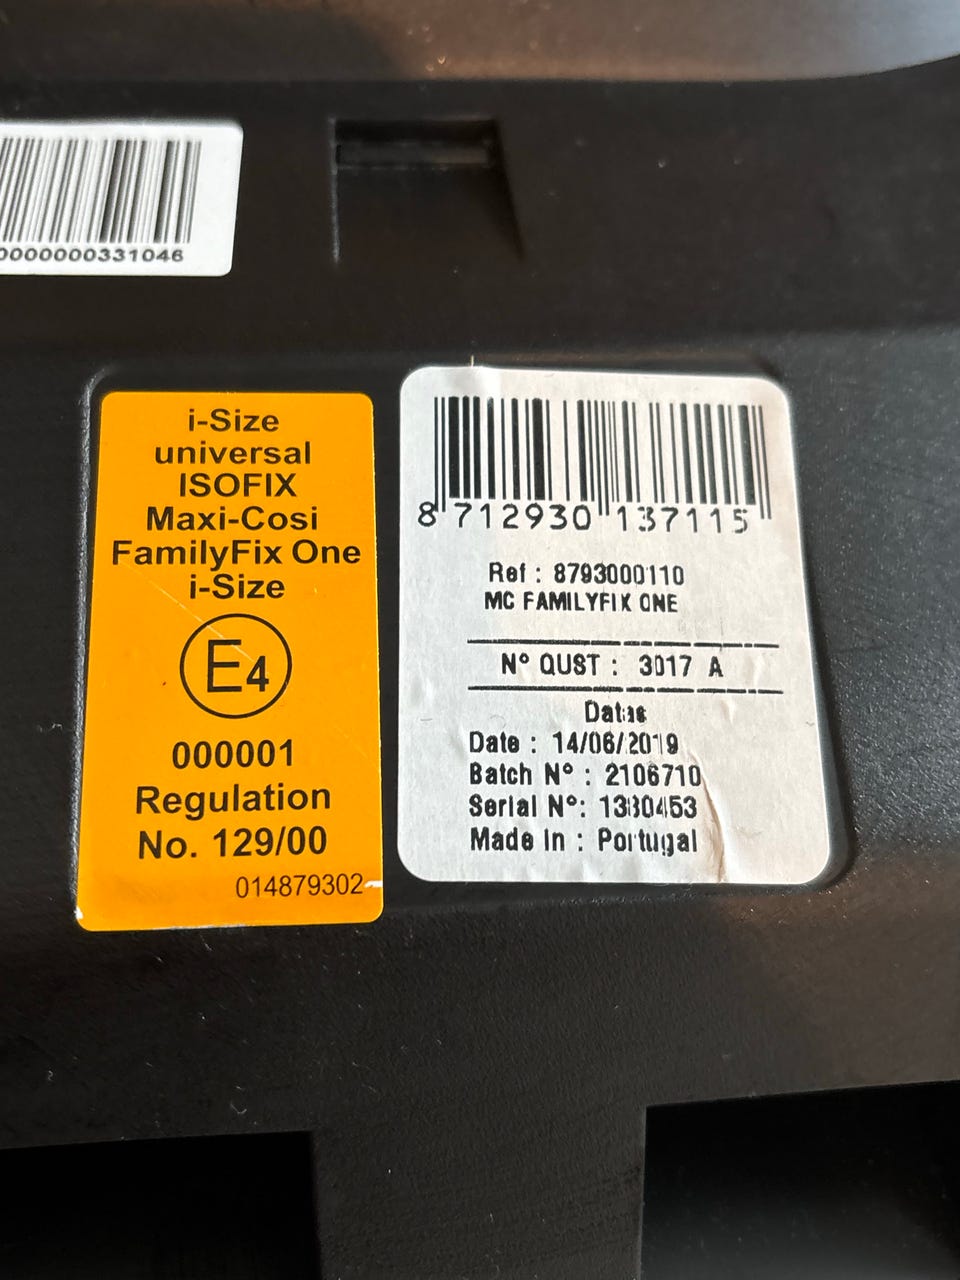 0000000000331046
i-Size
universal
ISOFIX
Maxi-Cosi
FamilyFix One
i-Size
E4
000001
Regulation
No. 129/00
014879302
8 712930 137115
Ref : 8793000110
MC FAMILYFIX ONE
N° QUST : 3017 A
Datas
Date : 14/06/2019
Batch N° : 2106710
Serial N°: 1380453
Made In : Portugal